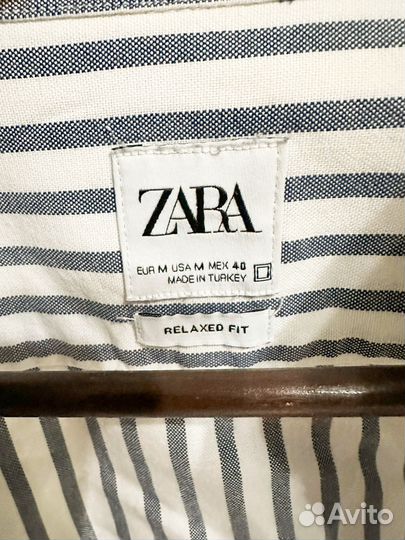 ZARA
EUR M USA M MEX 40
MADE IN TURKEY
RELAXED FIT
Avito